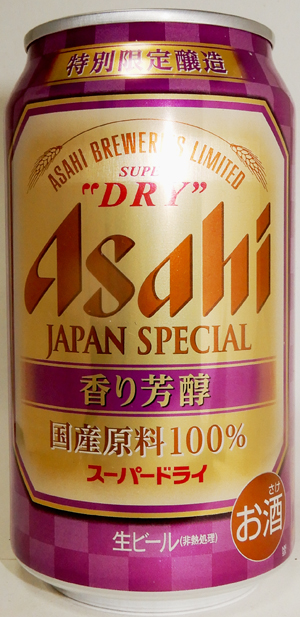 特別限定醸造
ASAHI BREWERIES LIMITED
SUPER
"DRY"
Asahi
JAPAN SPECIAL
香り芳醇
国産原料100%
スーパードライ
さけ
お酒
生ビール(非熱処理)